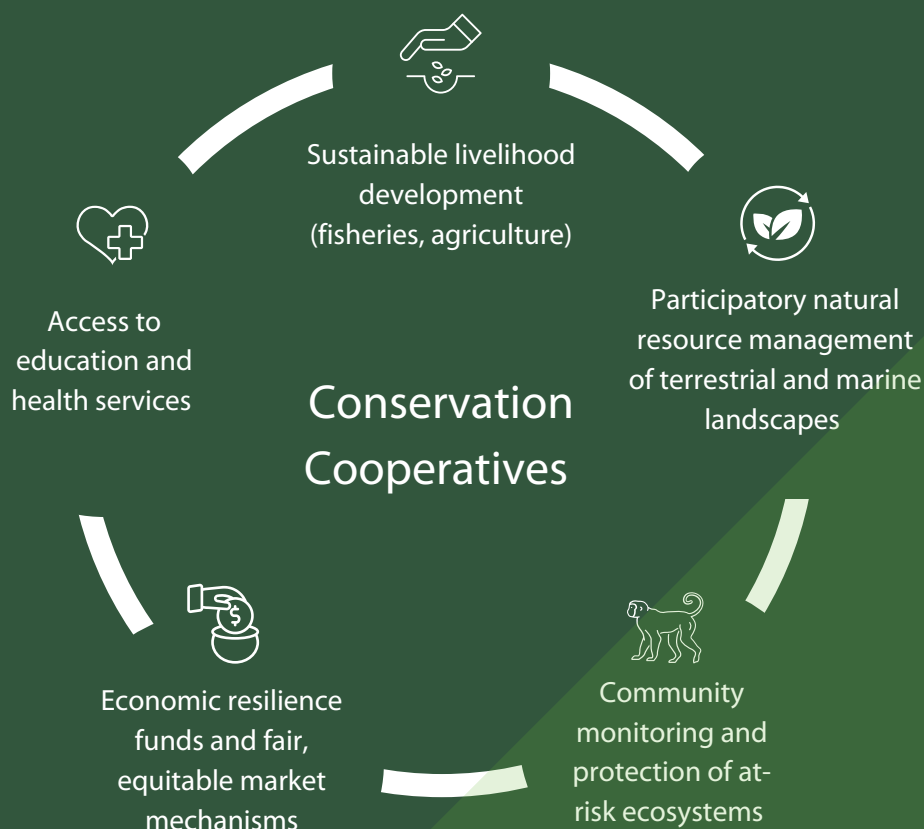 Sustainable livelihood
development
(fisheries, agriculture)
Participatory natural
resource management
of terrestrial and marine
landscapes
Access to
education and
health services
Conservation
Cooperatives
$
Economic resilience
funds and fair,
equitable market
mechanisms
Community
monitoring and
protection of at-
risk ecosystems